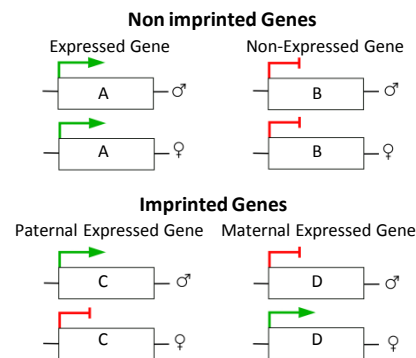 Non imprinted Genes
Expressed Gene
Non-Expressed Gene
A ♂
B ♂
A ♀
B ♀
Imprinted Genes
Paternal Expressed Gene
Maternal Expressed Gene
C ♂
D ♂
C ♀
D ♀